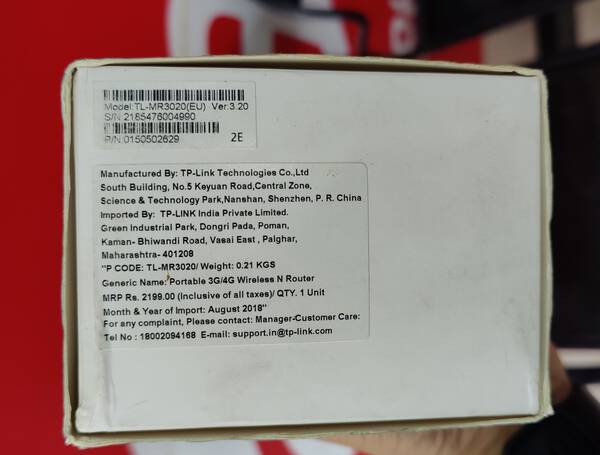 Model:TL-MR3020(EU) Ver:3.20
S/N:2185476004990
P/N:0150502629
2E
Manufactured By: TP-Link Technologies Co.,Ltd
South Building, No.5 Keyuan Road,Central Zone,
Science & Technology Park,Nanshan, Shenzhen, P. R. China
Imported By: TP-LINK India Private Limited.
Green Industrial Park, Dongri Pada, Poman,
Kaman- Bhiwandi Road, Vasai East , Palghar,
Maharashtra- 401208
"P CODE: TL-MR3020/ Weight: 0.21 KGS
Generic Name: Portable 3G/4G Wireless N Router
MRP Rs. 2199.00 (Inclusive of all taxes)/ QTY. 1 Unit
Month & Year of Import: August 2018"
For any complaint, Please contact: Manager-Customer Care:
Tel No : 18002094168 E-mail: support.in@tp-link.com